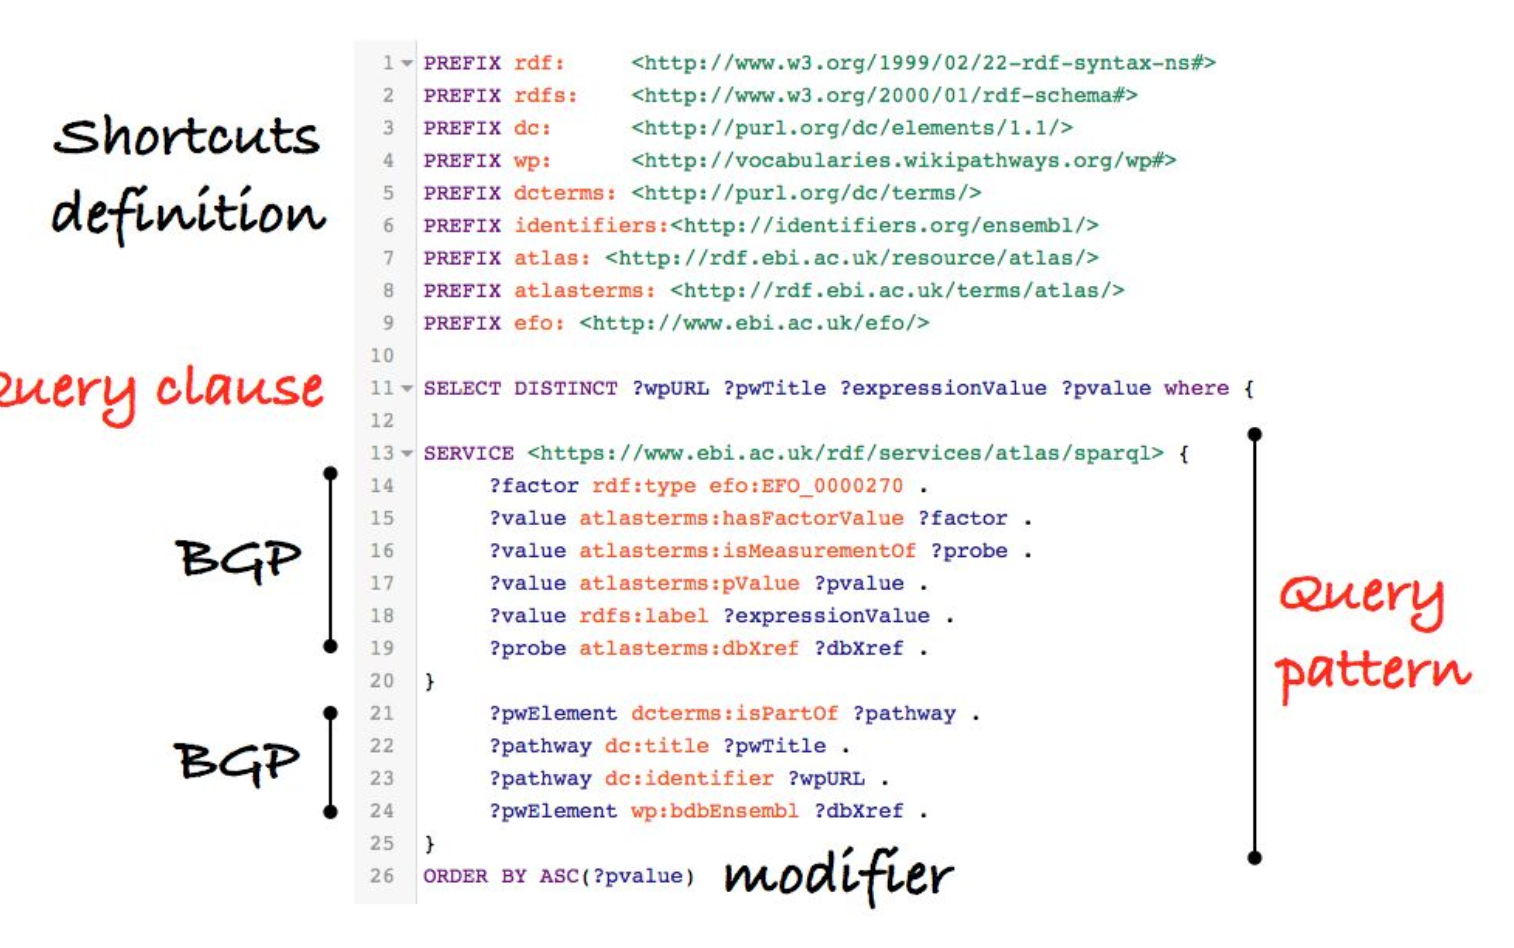 Shortcuts
definition
1 PREFIX rdf: <http://www.w3.org/1999/02/22-rdf-syntax-ns#>
2 PREFIX rdfs: <http://www.w3.org/2000/01/rdf-schema#>
3 PREFIX dc: <http://purl.org/dc/elements/1.1/>
4 PREFIX wp: <http://vocabularies.wikipathways.org/wp#>
5 PREFIX dcterms: <http://purl.org/dc/terms/>
6 PREFIX identifiers:<http://identifiers.org/ensembl/>
7 PREFIX atlas: <http://rdf.ebi.ac.uk/resource/atlas/>
8 PREFIX atlasterms: <http://rdf.ebi.ac.uk/terms/atlas/>
9 PREFIX efo: <http://www.ebi.ac.uk/efo/>
10
Query clause
11 SELECT DISTINCT ?wpURL ?pwTitle ?expressionValue ?pvalue where {
12
13 SERVICE <https://www.ebi.ac.uk/rdf/services/atlas/sparql> {
14 ?factor rdf:type efo:EFO_0000270 .
15 ?value atlasterms:hasFactorValue ?factor .
16 ?value atlasterms:isMeasurementOf ?probe .
17 ?value atlasterms:pValue ?pvalue .
18 ?value rdfs:label ?expressionValue .
19 ?probe atlasterms:dbXref ?dbXref .
20 }
BGP
21 ?pwElement dcterms:isPartOf ?pathway .
22 ?pathway dc:title ?pwTitle .
23 ?pathway dc:identifier ?wpURL .
24 ?pwElement wp:bdbEnsembl ?dbXref .
25 }
BGP
26 ORDER BY ASC(?pvalue)
modifier
Query
pattern